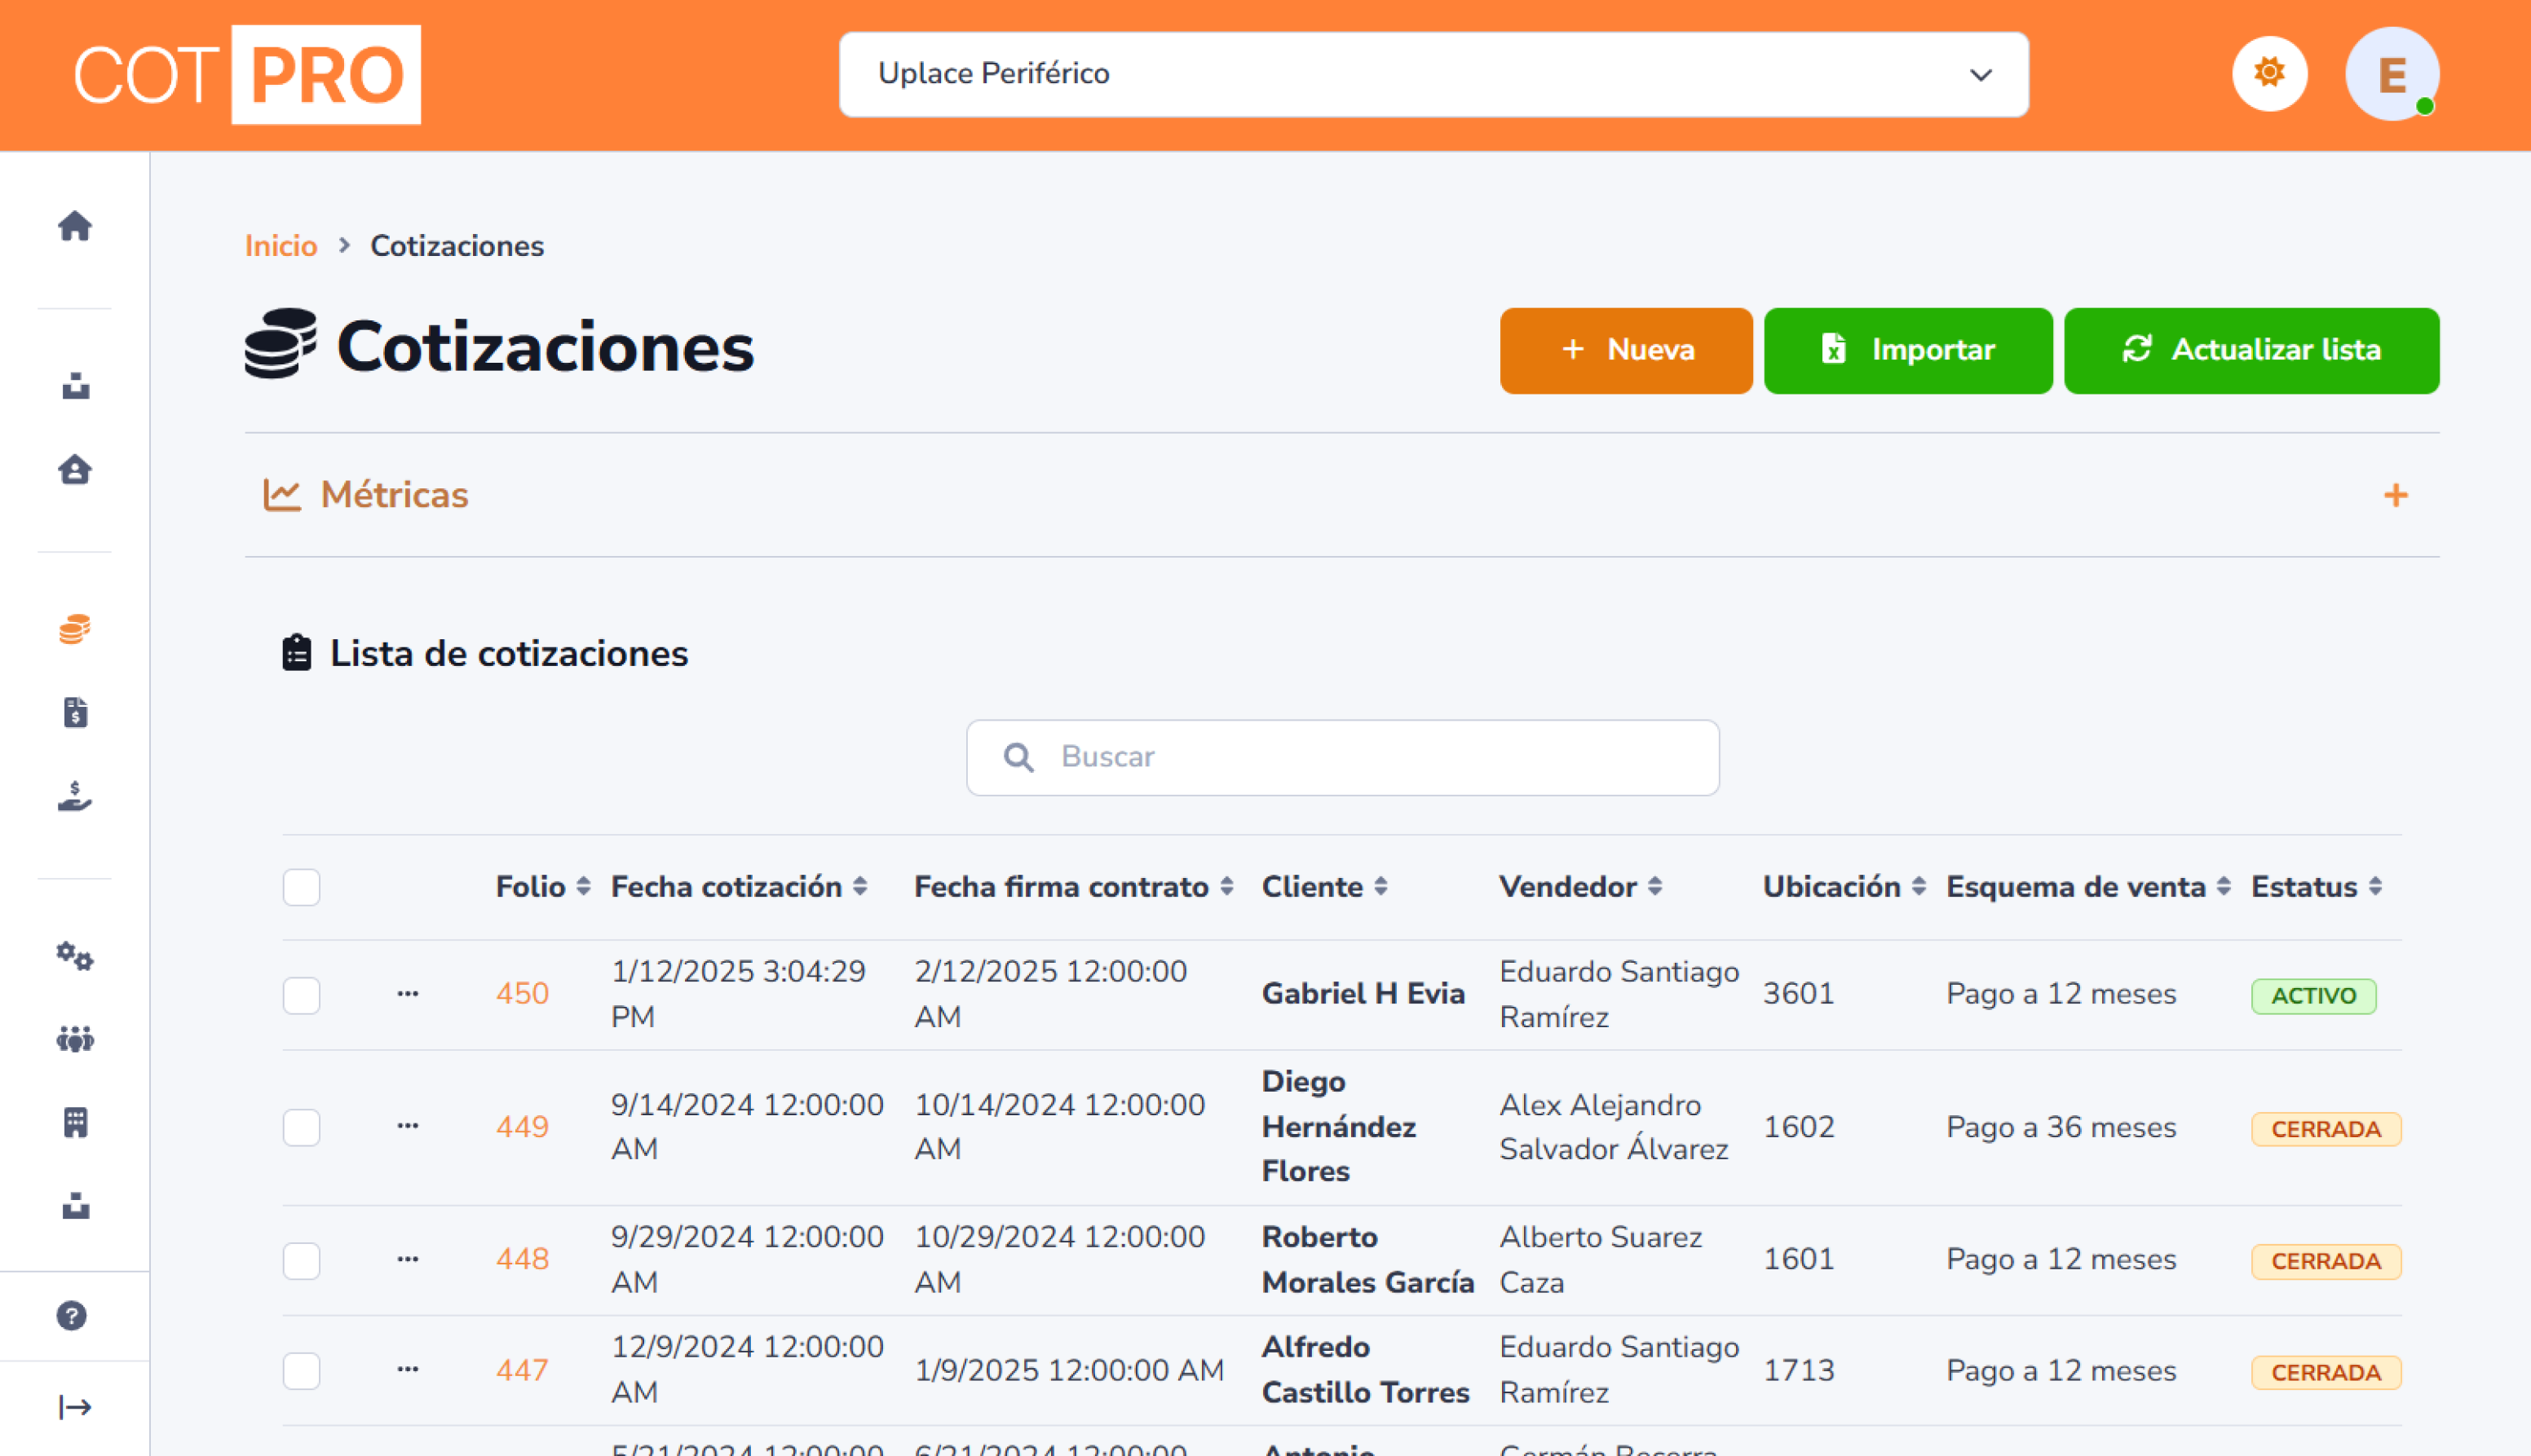 COT PRO
Uplace Periférico
E
Inicio > Cotizaciones
Cotizaciones
+ Nueva
Importar
Actualizar lista
Métricas
+
Lista de cotizaciones
Buscar
Folio Fecha cotización Fecha firma contrato Cliente Vendedor Ubicación Esquema de venta Estatus
... 450 1/12/2025 3:04:29 PM 2/12/2025 12:00:00 AM Gabriel H Evia Eduardo Santiago Ramírez 3601 Pago a 12 meses ACTIVO
... 449 9/14/2024 12:00:00 AM 10/14/2024 12:00:00 AM Diego Hernández Flores Alex Alejandro Salvador Álvarez 1602 Pago a 36 meses CERRADA
... 448 9/29/2024 12:00:00 AM 10/29/2024 12:00:00 AM Roberto Morales García Alberto Suarez Caza 1601 Pago a 12 meses CERRADA
... 447 12/9/2024 12:00:00 AM 1/9/2025 12:00:00 AM Alfredo Castillo Torres Eduardo Santiago Ramírez 1713 Pago a 12 meses CERRADA